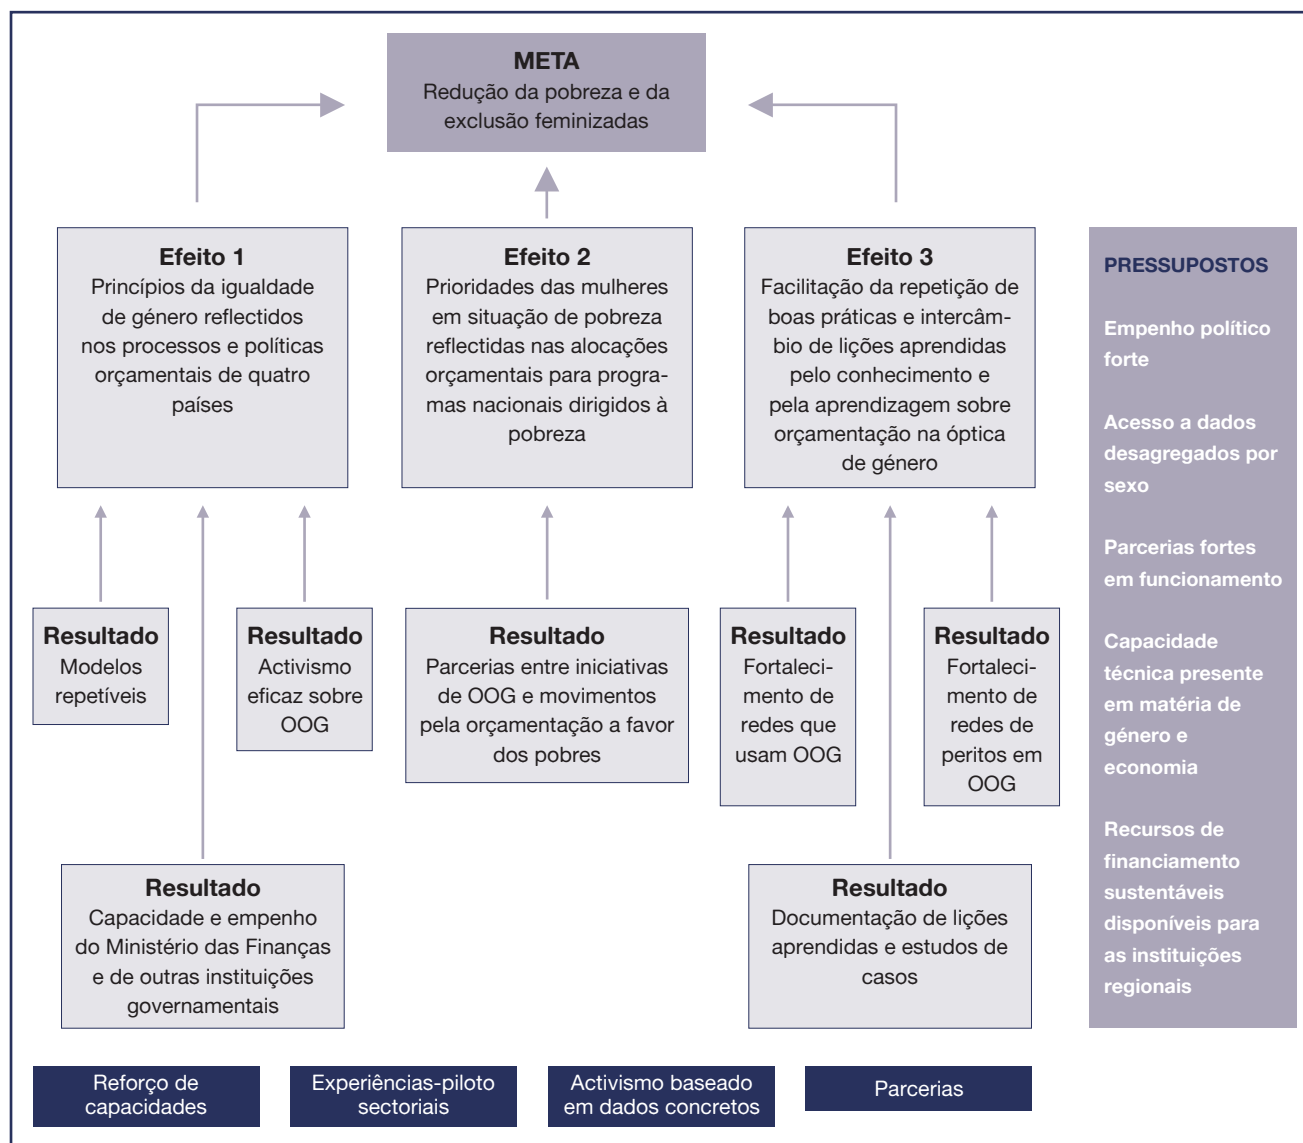 META
Redução da pobreza e da
exclusão feminizadas
Efeito 1
Princípios da igualdade
de género reflectidos
nos processos e políticas
orçamentais de quatro
países
Efeito 2
Prioridades das mulheres
em situação de pobreza
reflectidas nas alocações
orçamentais para progra-
mas nacionais dirigidos à
pobreza
Efeito 3
Facilitação da repetição de
boas práticas e intercâm-
bio de lições aprendidas
pelo conhecimento e
pela aprendizagem sobre
orçamentação na óptica
de género
PRESSUPOSTOS
Empenho político
forte
Acesso a dados
desagregados por
sexo
Parcerias fortes
em funcionamento
Capacidade
técnica presente
em matéria de
género e
economia
Recursos de
financiamento
sustentáveis
disponíveis para
as instituições
regionais
Resultado
Modelos
repetíveis
Resultado
Activismo
eficaz sobre
OOG
Resultado
Parcerias entre iniciativas
de OOG e movimentos
pela orçamentação a favor
dos pobres
Resultado
Fortaleci-
mento de
redes que
usam OOG
Resultado
Fortaleci-
mento de
redes de
peritos em
OOG
Resultado
Capacidade e empenho
do Ministério das Finanças
e de outras instituições
governamentais
Resultado
Documentação de lições
aprendidas e estudos de
casos
Reforço de
capacidades
Experiências-piloto
sectoriais
Activismo baseado
em dados concretos
Parcerias